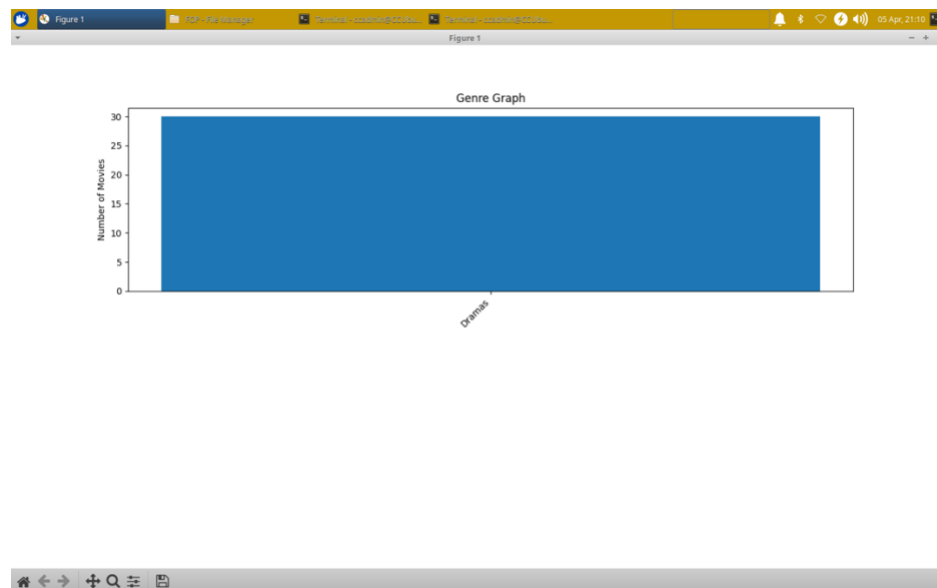 Figure 1
FDP - File Manager
05 Apr, 21:10
Figure 1
Genre Graph
Number of Movies
30
25
20
15
10
5
0
Dramas